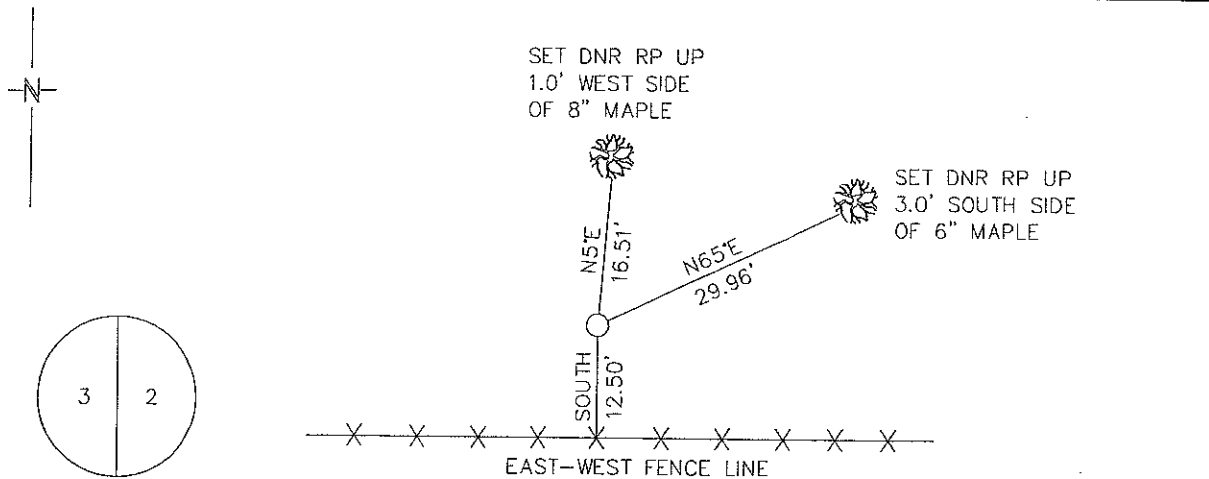 N
SET DNR RP UP
1.0' WEST SIDE
OF 8" MAPLE
SET DNR RP UP
3.0' SOUTH SIDE
OF 6" MAPLE
N5°E
16.51'
N65°E
29.96'
SOUTH
12.50'
3 2
EAST-WEST FENCE LINE